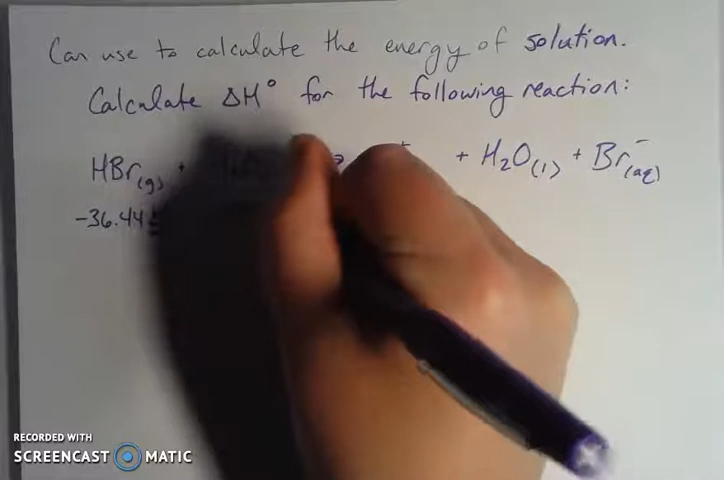 Can use to calculate the energy of solution.
Calculate ΔH° for the following reaction:
HBr(g) + + H₂O(l) + Br⁻(aq)
-36.44
RECORDED WITH
SCREENCAST MATIC